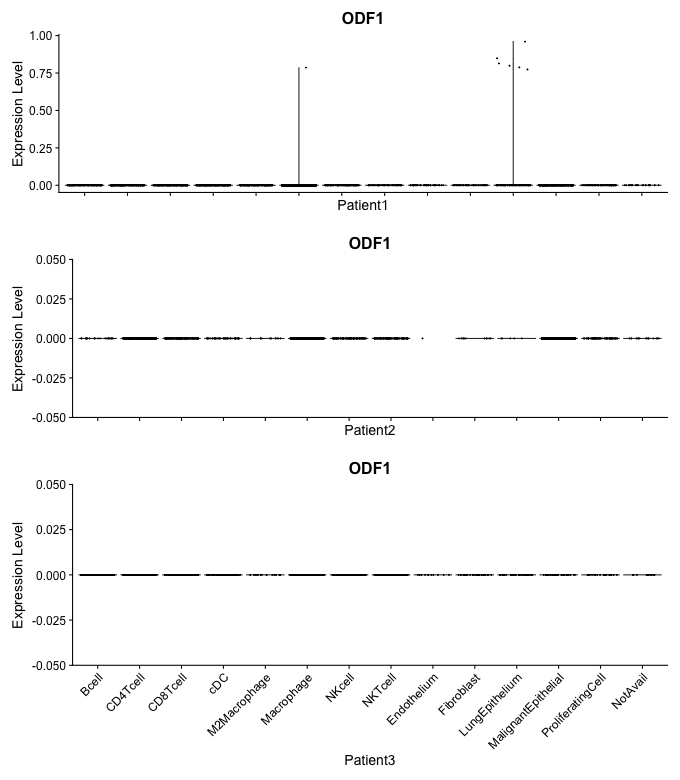 ODF1
Expression Level
1.00
0.75
0.50
0.25
0.00
Patient1
ODF1
Expression Level
0.050
0.025
0.000
-0.025
-0.050
Patient2
ODF1
Expression Level
0.050
0.025
0.000
-0.025
-0.050
Bcell
CD4Tcell
CD8Tcell
cDC
M2Macrophage
Macrophage
NKcell
NKTcell
Endothelium
Fibroblast
LungEpithelium
MalignantEpithelial
ProliferatingCell
NotAvail
Patient3